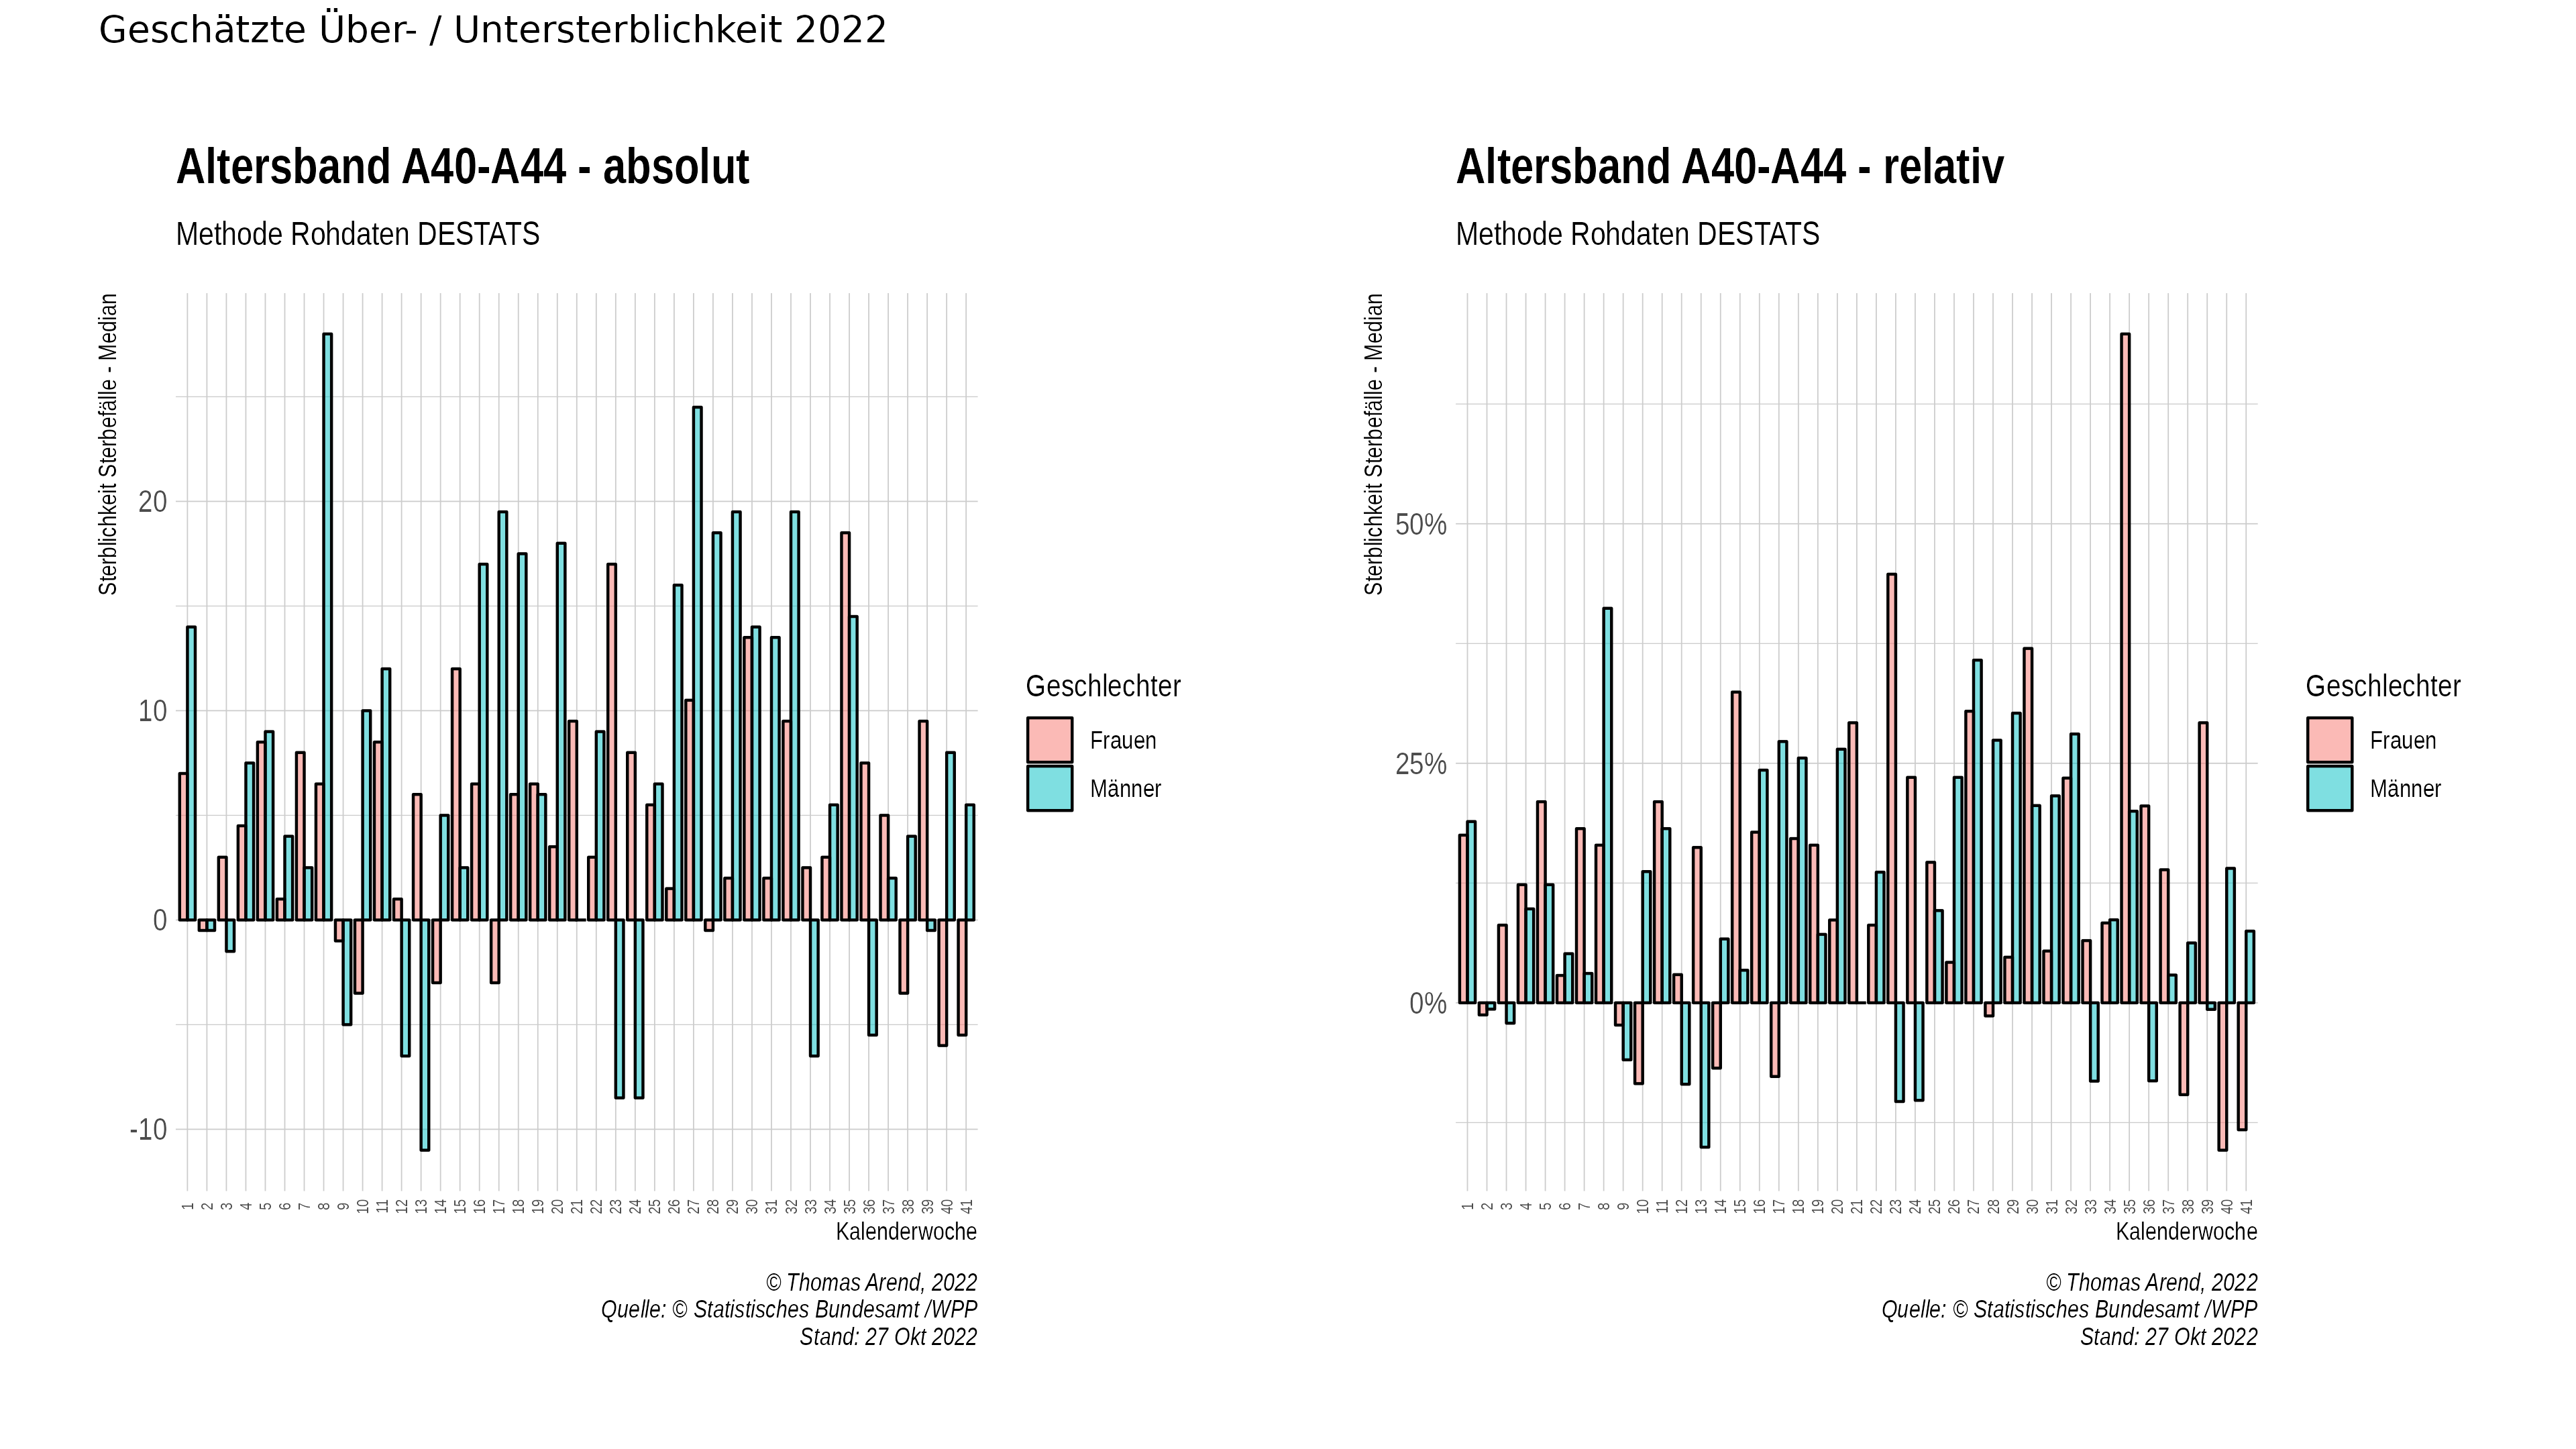 Geschätzte Über- / Untersterblichkeit 2022
Altersband A40-A44 - absolut
Methode Rohdaten DESTATS
Sterblichkeit Sterbefälle - Median
20
10
0
-10
1 2 3 4 5 6 7 8 9 10 11 12 13 14 15 16 17 18 19 20 21 22 23 24 25 26 27 28 29 30 31 32 33 34 35 36 37 38 39 40 41
Kalenderwoche
Geschlechter
Frauen
Männer
© Thomas Arend, 2022
Quelle: © Statistisches Bundesamt /WPP
Stand: 27 Okt 2022
Altersband A40-A44 - relativ
Methode Rohdaten DESTATS
Sterblichkeit Sterbefälle - Median
50%
25%
0%
1 2 3 4 5 6 7 8 9 10 11 12 13 14 15 16 17 18 19 20 21 22 23 24 25 26 27 28 29 30 31 32 33 34 35 36 37 38 39 40 41
Kalenderwoche
Geschlechter
Frauen
Männer
© Thomas Arend, 2022
Quelle: © Statistisches Bundesamt /WPP
Stand: 27 Okt 2022